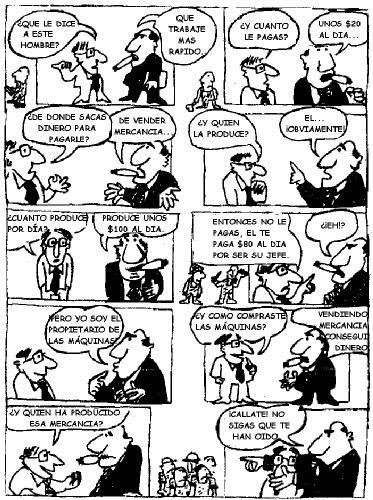 ¿QUE LE DICE
A ESTE
HOMBRE?
QUE
TRABAJE
MAS
RAPIDO.
¿Y CUANTO
LE PAGAS?
UNOS $20
AL DIA...
¿DE DONDE SACAS
DINERO PARA
PAGARLE?
DE VENDER
MERCANCIA...
¿Y QUIEN
LA PRODUCE?
EL...
¡OBVIAMENTE!
¿CUANTO PRODUCE
POR DÍA?
PRODUCE UNOS
$100 AL DIA.
ENTONCES NO LE
PAGAS, EL TE
PAGA $80 AL DIA
POR SER SU JEFE.
¿¡EH!?
PERO YO SOY EL
PROPIETARIO DE
LAS MÁQUINAS
¿Y COMO COMPRASTE
LAS MÁQUINAS?
VENDIENDO
MERCANCIA
CONSEGUI
DINERO
¿Y QUIEN HA PRODUCIDO
ESA MERCANCIA?
¡CALLATE! NO
SIGAS QUE TE
HAN OIDO.